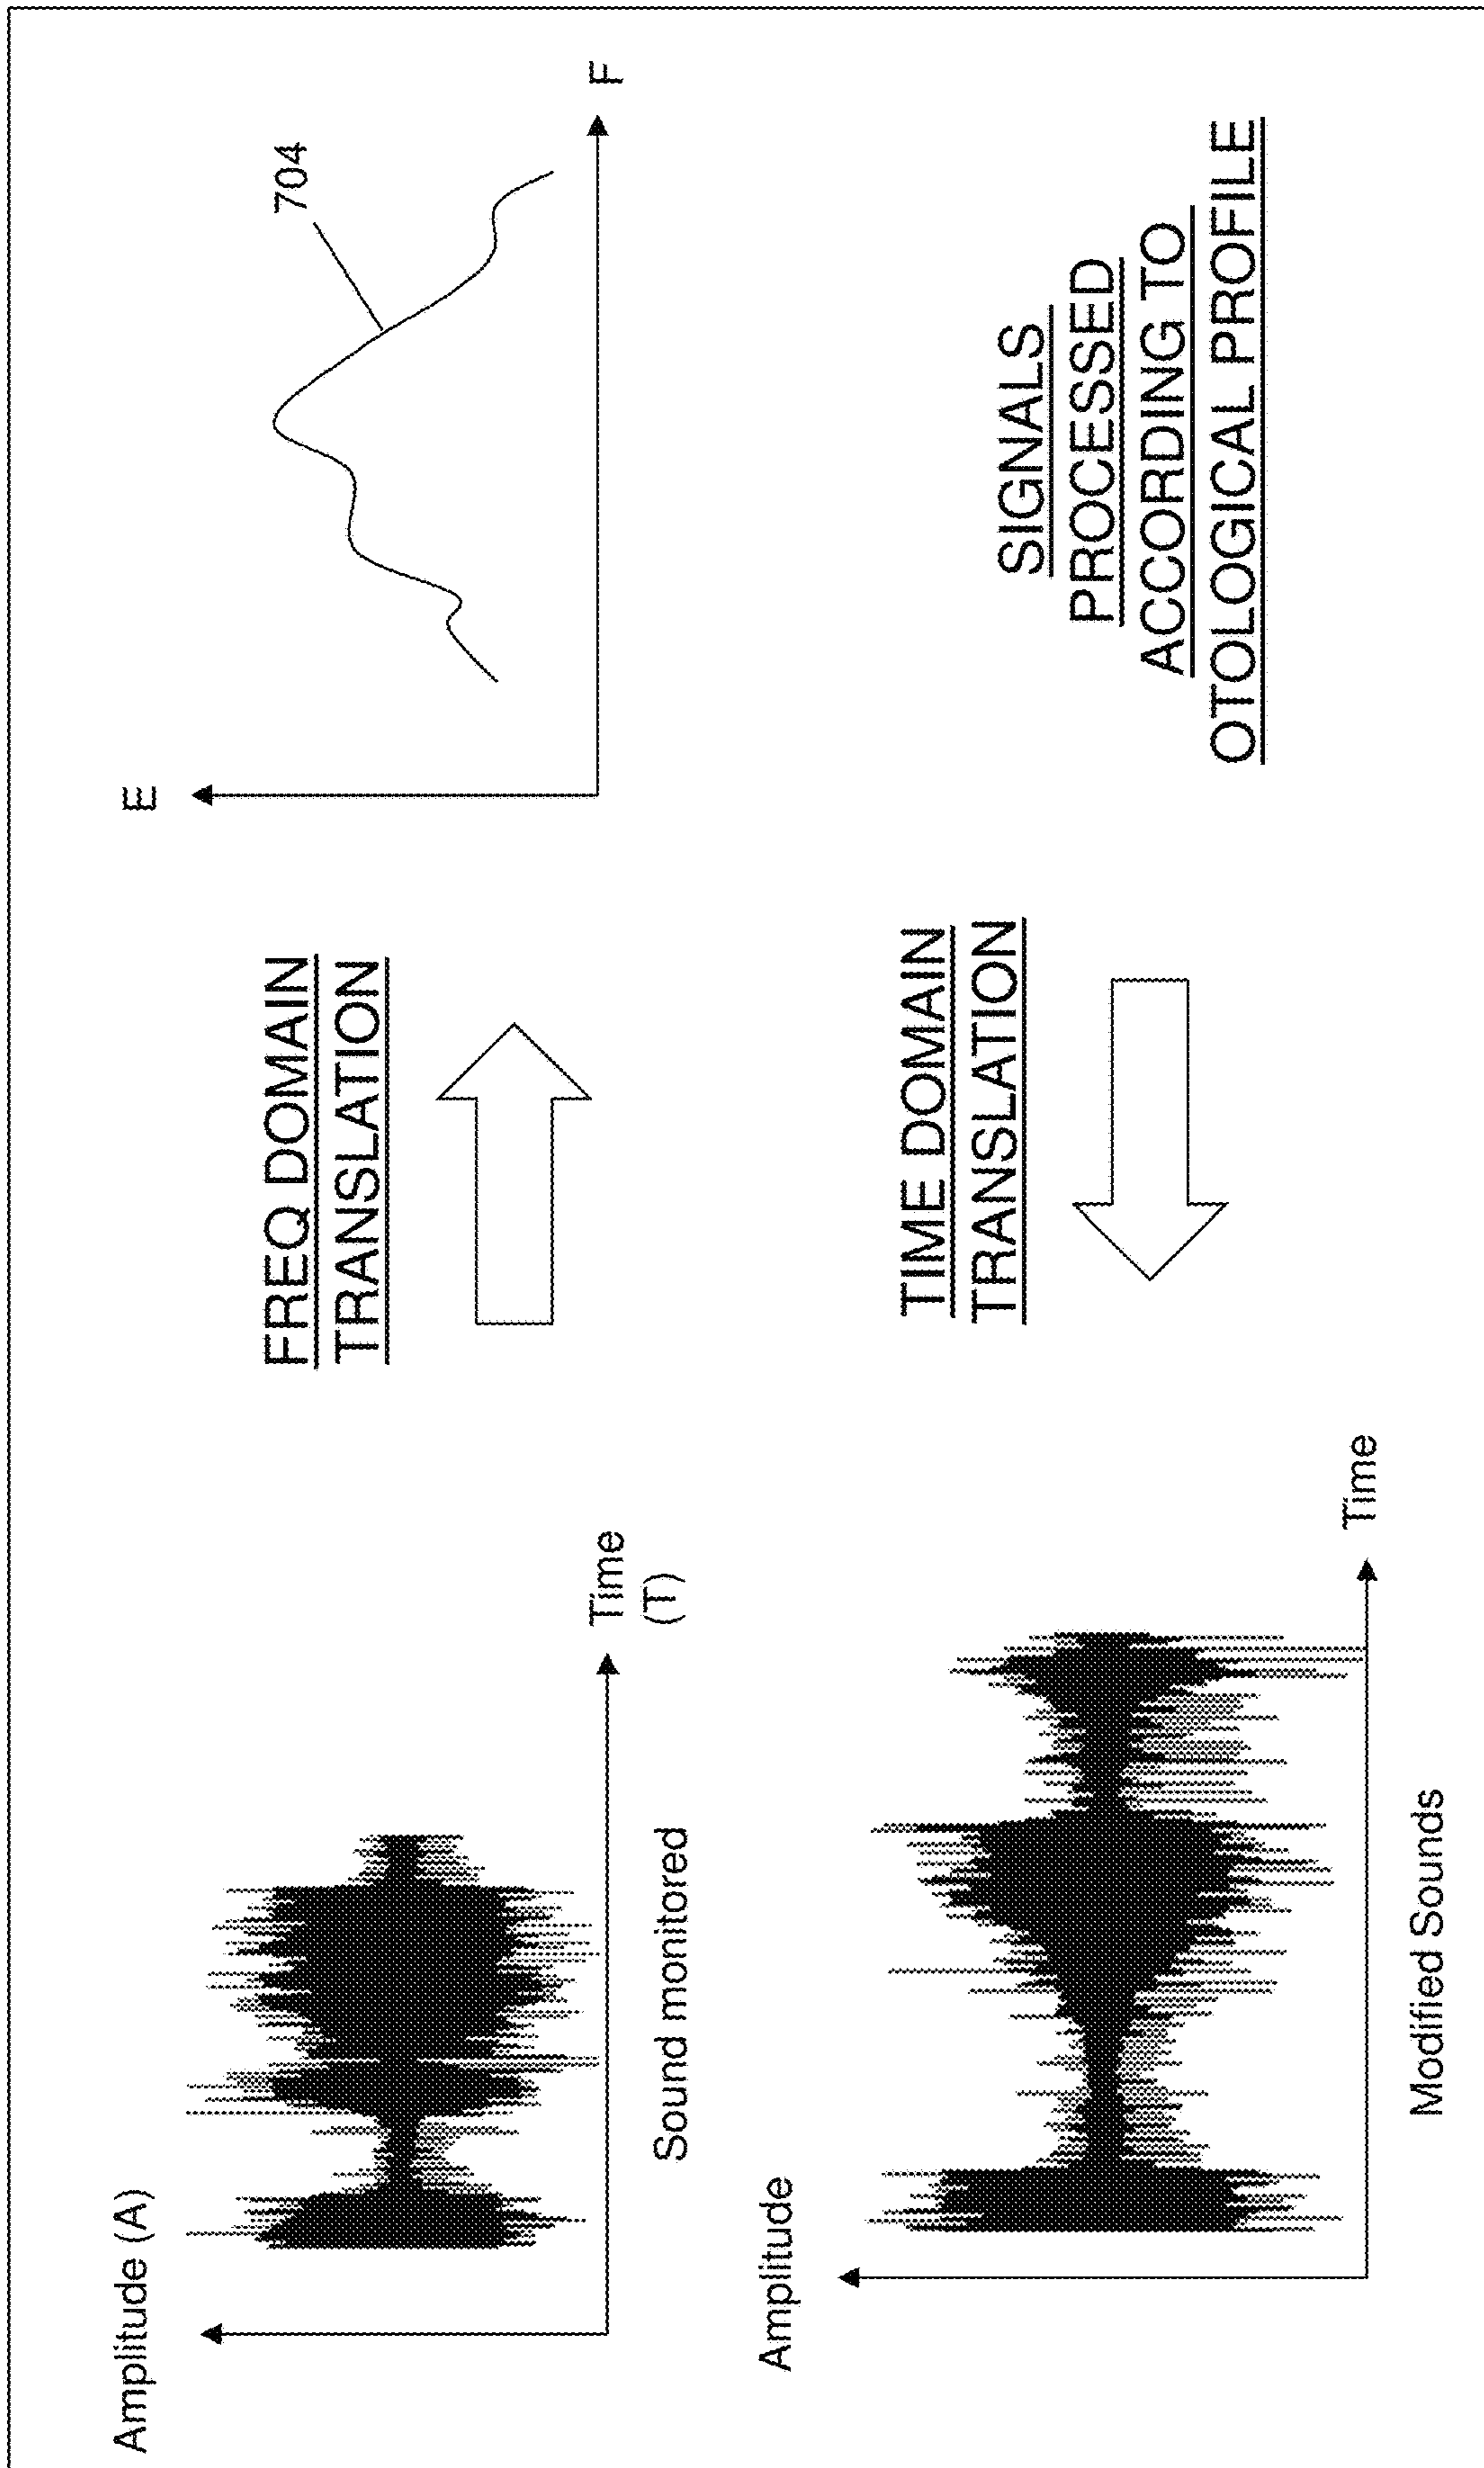 Amplitude (A)
Time
(T)
Sound monitored
FREQ DOMAIN
TRANSLATION
E
704
F
Amplitude
Time
Modified Sounds
TIME DOMAIN
TRANSLATION
SIGNALS
PROCESSED
ACCORDING TO
OTOLOGICAL PROFILE